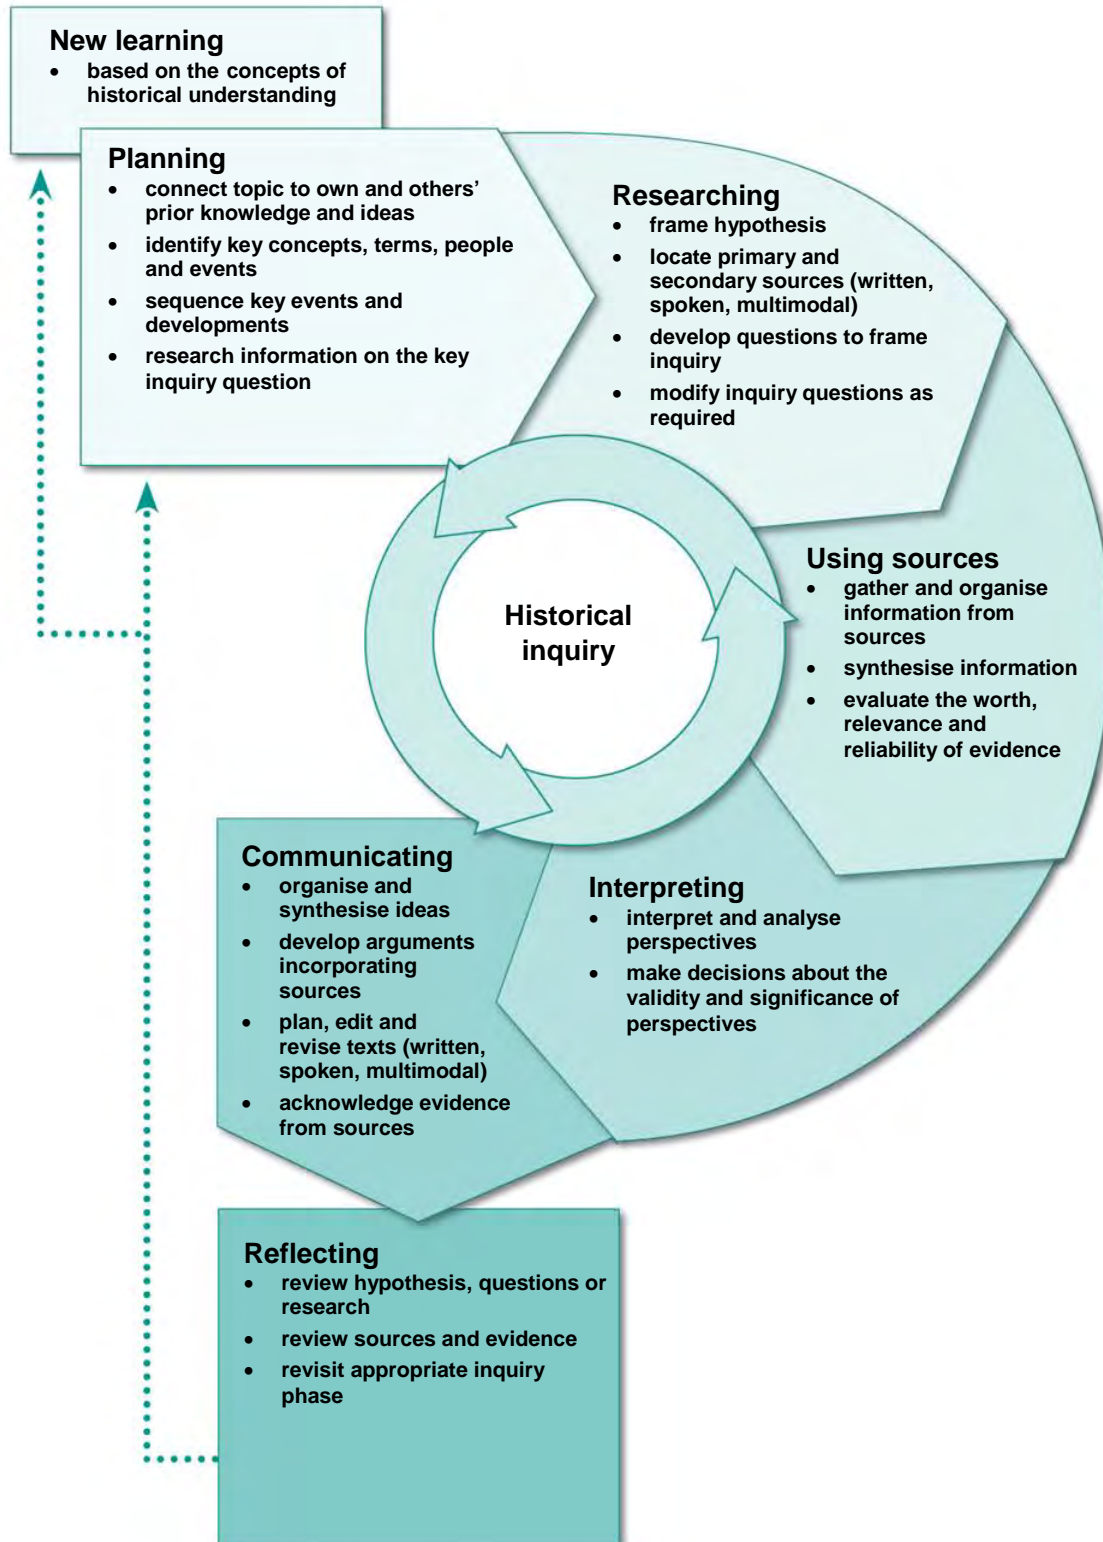 New learning
• based on the concepts of
historical understanding
Planning
• connect topic to own and others’
prior knowledge and ideas
• identify key concepts, terms, people
and events
• sequence key events and
developments
• research information on the key
inquiry question
Researching
• frame hypothesis
• locate primary and
secondary sources (written,
spoken, multimodal)
• develop questions to frame
inquiry
• modify inquiry questions as
required
Using sources
• gather and organise
information from
sources
• synthesise information
• evaluate the worth,
relevance and
reliability of evidence
Historical
inquiry
Interpreting
• interpret and analyse
perspectives
• make decisions about the
validity and significance of
perspectives
Communicating
• organise and
synthesise ideas
• develop arguments
incorporating
sources
• plan, edit and
revise texts (written,
spoken, multimodal)
• acknowledge evidence
from sources
Reflecting
• review hypothesis, questions or
research
• review sources and evidence
• revisit appropriate inquiry
phase